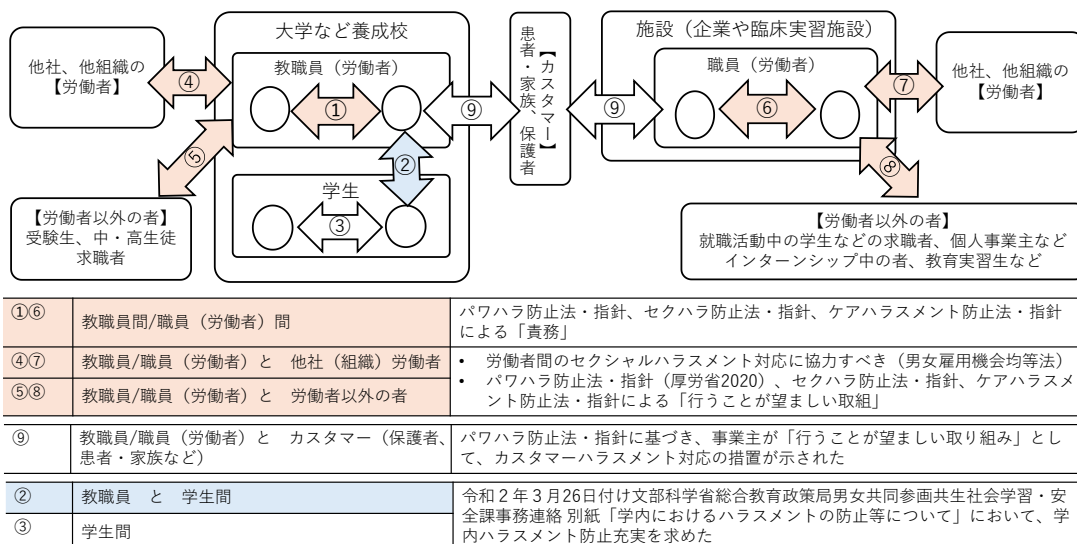 大学など養成校
施設（企業や臨床実習施設）
他社、他組織の
【労働者】
④
教職員（労働者）
①
⑨
患者・家族、保護者
【カスタマー】
⑨
職員（労働者）
⑥
⑦
他社、他組織の
【労働者】
⑤
②
⑧
学生
③
【労働者以外の者】
受験生、中・高生徒
求職者
【労働者以外の者】
就職活動中の学生などの求職者、個人事業主など
インターンシップ中の者、教育実習生など
①⑥
教職員間/職員（労働者）間
パワハラ防止法・指針、セクハラ防止法・指針、ケアハラスメント防止法・指針
による「責務」
④⑦
教職員/職員（労働者）と　他社（組織）労働者
• 労働者間のセクシャルハラスメント対応に協力すべき（男女雇用機会均等法）
⑤⑧
教職員/職員（労働者）と　労働者以外の者
• パワハラ防止法・指針（厚労省2020）、セクハラ防止法・指針、ケアハラスメ
ント防止法・指針による「行うことが望ましい取組」
⑨
教職員/職員（労働者）と　カスタマー（保護者、
患者・家族など）
パワハラ防止法・指針に基づき、事業主が「行うことが望ましい取り組み」とし
て、カスタマーハラスメント対応の措置が示された
②
教職員　と　学生間
令和２年３月26日付け文部科学省総合教育政策局男女共同参画共生社会学習・安
全課事務連絡 別紙「学内におけるハラスメントの防止等について」において、学
内ハラスメント防止充実を求めた
③
学生間